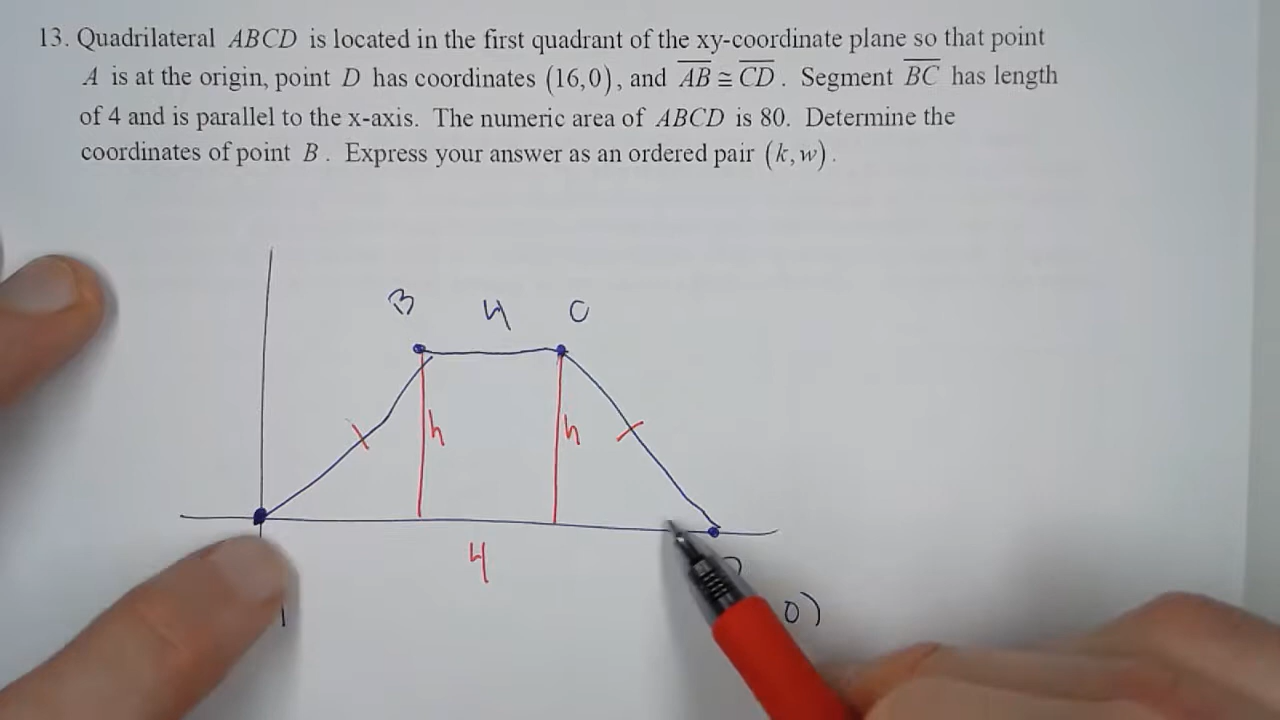 13. Quadrilateral ABCD is located in the first quadrant of the xy-coordinate plane so that point
A is at the origin, point D has coordinates (16,0), and \overline{AB} ≅ \overline{CD}. Segment \overline{BC} has length
of 4 and is parallel to the x-axis. The numeric area of ABCD is 80. Determine the
coordinates of point B. Express your answer as an ordered pair (k,w).
B 4 C
h h
4
0)